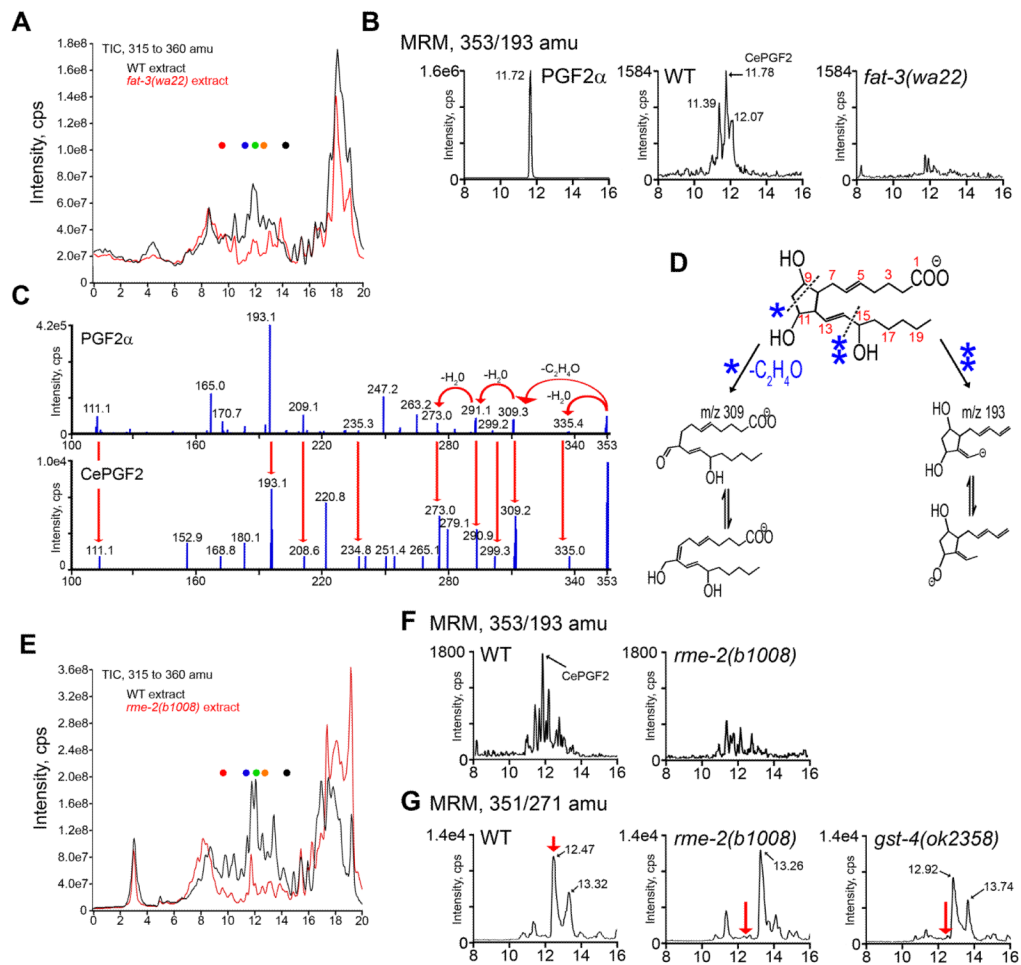 A
TIC, 315 to 360 amu
WT extract
fat-3(wa22) extract
Intensity, cps
1.8e8
1.6e8
1.4e8
1.2e8
1.0e8
8.0e7
6.0e7
4.0e7
2.0e7
0
0 2 4 6 8 10 12 14 16 18 20
B
MRM, 353/193 amu
PGF2α
1.6e6
11.72
Intensity, cps
0
4 8 12 16
WT
1584
CePGF2
11.78
11.39
12.07
Intensity, cps
0
8 10 12 14 16
fat-3(wa22)
1584
Intensity, cps
0
8 10 12 14 16
C
4.2e5
PGF2α
Intensity, cps
0
111.1
165.0
170.7
193.1
209.1
235.3
247.2
263.2
273.0
291.1
299.2
309.3
335.4
-H20
-H20
-C2H4O
-H20
100 160 220 280 340 353
1.0e4
CePGF2
Intensity, cps
0
111.1
152.9
168.8
180.1
193.1
208.6
220.8
234.8
251.4
265.1
273.0
279.1
290.9
299.3
309.2
335.0
100 160 220 280 340 353
D
HO
9
7
5
3
1
COO
⊖
11
HO
13
15
OH
17
19
*
**
* -C2H4O
**
m/z 309
COO
⊖
O
OH
COO
⊖
HO
OH
m/z 193
HO
HO
⊖
HO
O
⊖
E
TIC, 315 to 360 amu
WT extract
rme-2(b1008) extract
Intensity, cps
3.6e8
3.2e8
2.8e8
2.4e8
2.0e8
1.6e8
1.2e8
8.0e7
4.0e7
0
0 2 4 6 8 10 12 14 16 18 20
F
MRM, 353/193 amu
WT
1800
CePGF2
Intensity, cps
0
8 10 12 14 16
rme-2(b1008)
1800
Intensity, cps
0
8 10 12 14 16
G
MRM, 351/271 amu
WT
1.4e4
12.47
13.32
Intensity, cps
0
8 10 12 14 16
rme-2(b1008)
1.4e4
13.26
Intensity, cps
0
8 10 12 14 16
gst-4(ok2358)
1.4e4
12.92
13.74
Intensity, cps
0
8 10 12 14 16